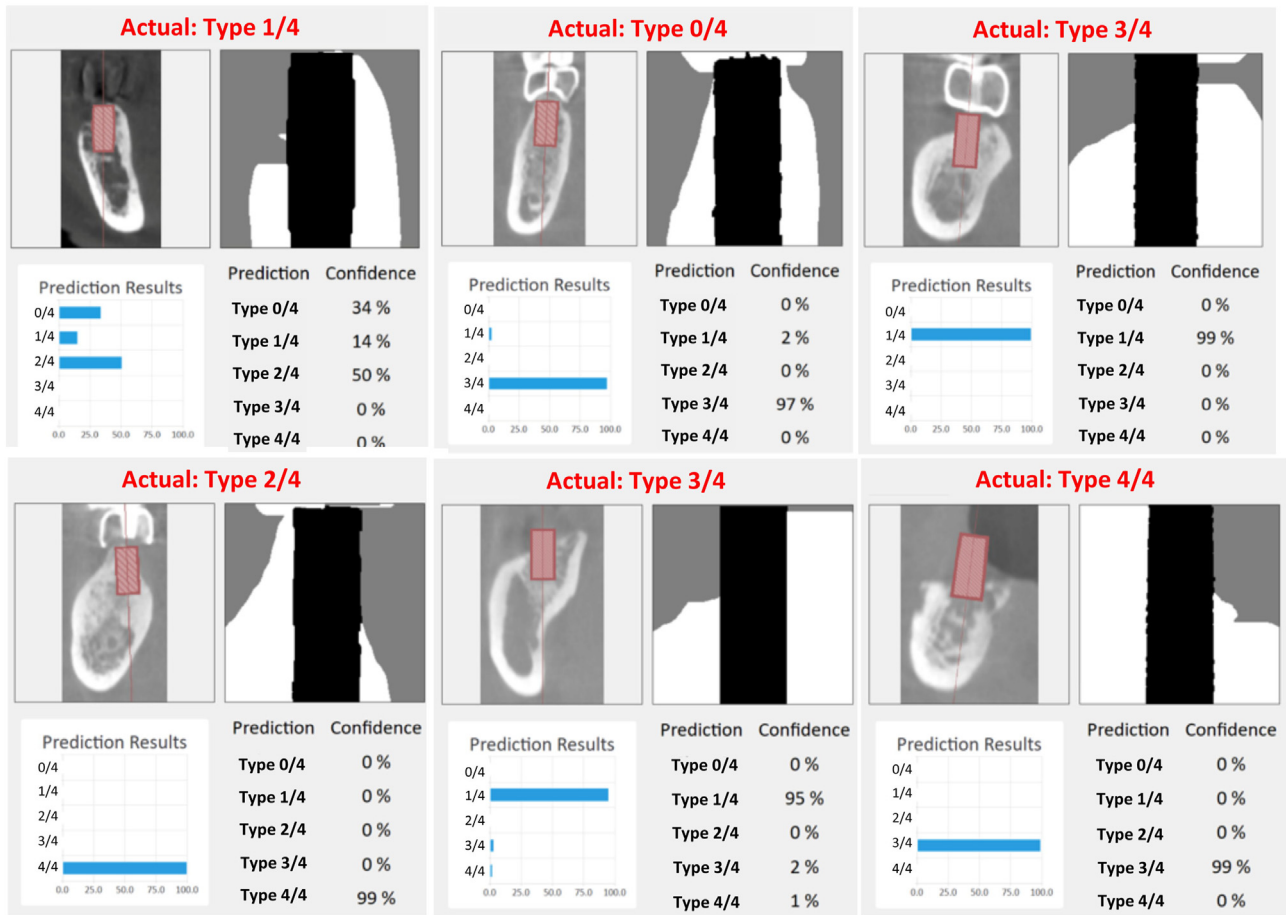 Actual: Type 1/4
Prediction Results
0/4
1/4
2/4
3/4
4/4
0.0 25.0 50.0 75.0 100.0
Prediction Confidence
Type 0/4 34 %
Type 1/4 14 %
Type 2/4 50 %
Type 3/4 0 %
Type 4/4 0 %
Actual: Type 0/4
Prediction Results
0/4
1/4
2/4
3/4
4/4
0.0 25.0 50.0 75.0 100.0
Prediction Confidence
Type 0/4 0 %
Type 1/4 2 %
Type 2/4 0 %
Type 3/4 97 %
Type 4/4 0 %
Actual: Type 3/4
Prediction Results
0/4
1/4
2/4
3/4
4/4
0.0 25.0 50.0 75.0 100.0
Prediction Confidence
Type 0/4 0 %
Type 1/4 99 %
Type 2/4 0 %
Type 3/4 0 %
Type 4/4 0 %
Actual: Type 2/4
Prediction Results
0/4
1/4
2/4
3/4
4/4
0.0 25.0 50.0 75.0 100.0
Prediction Confidence
Type 0/4 0 %
Type 1/4 0 %
Type 2/4 0 %
Type 3/4 0 %
Type 4/4 99 %
Actual: Type 3/4
Prediction Results
0/4
1/4
2/4
3/4
4/4
0.0 25.0 50.0 75.0 100.0
Prediction Confidence
Type 0/4 0 %
Type 1/4 95 %
Type 2/4 0 %
Type 3/4 2 %
Type 4/4 1 %
Actual: Type 4/4
Prediction Results
0/4
1/4
2/4
3/4
4/4
0.0 25.0 50.0 75.0 100.0
Prediction Confidence
Type 0/4 0 %
Type 1/4 0 %
Type 2/4 0 %
Type 3/4 99 %
Type 4/4 0 %